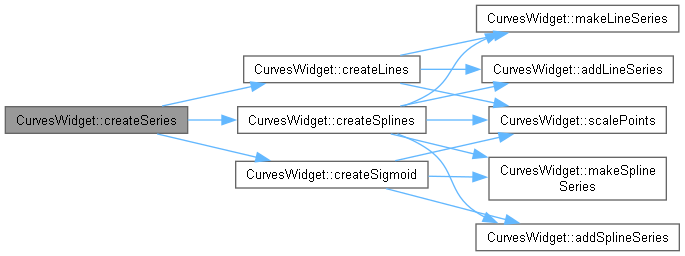 CurvesWidget::createSeries
CurvesWidget::createLines
CurvesWidget::createSplines
CurvesWidget::createSigmoid
CurvesWidget::makeLineSeries
CurvesWidget::addLineSeries
CurvesWidget::scalePoints
CurvesWidget::makeSpline
Series
CurvesWidget::addSplineSeries